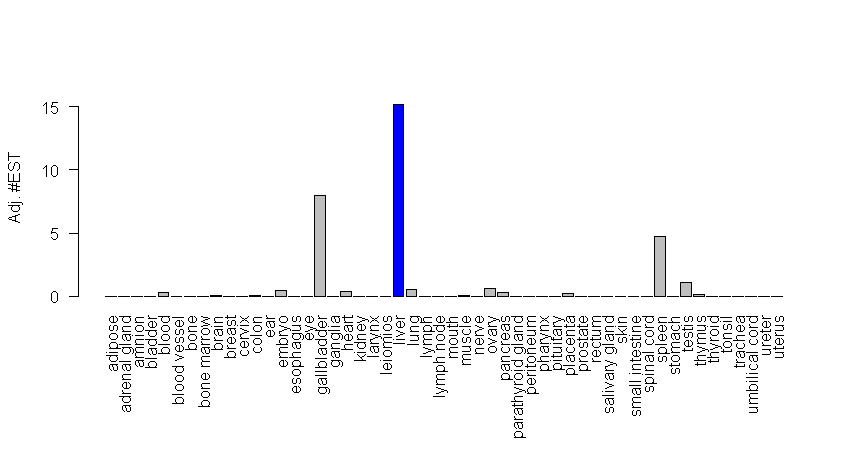 Adj. #EST
15
10
5
0
adipose
adrenal gland
amnion
bladder
blood
blood vessel
bone
bone marrow
brain
breast
cervix
colon
ear
embryo
esophagus
eye
gallbladder
ganglia
heart
kidney
larynx
leiomios
liver
lung
lymph
lymph node
mouth
muscle
nerve
ovary
pancreas
parathyroid gland
peritoneum
pharynx
pituitary
placenta
prostate
rectum
salivary gland
skin
small intestine
spinal cord
spleen
stomach
testis
thymus
thyroid
tonsil
trachea
umbilical cord
ureter
uterus